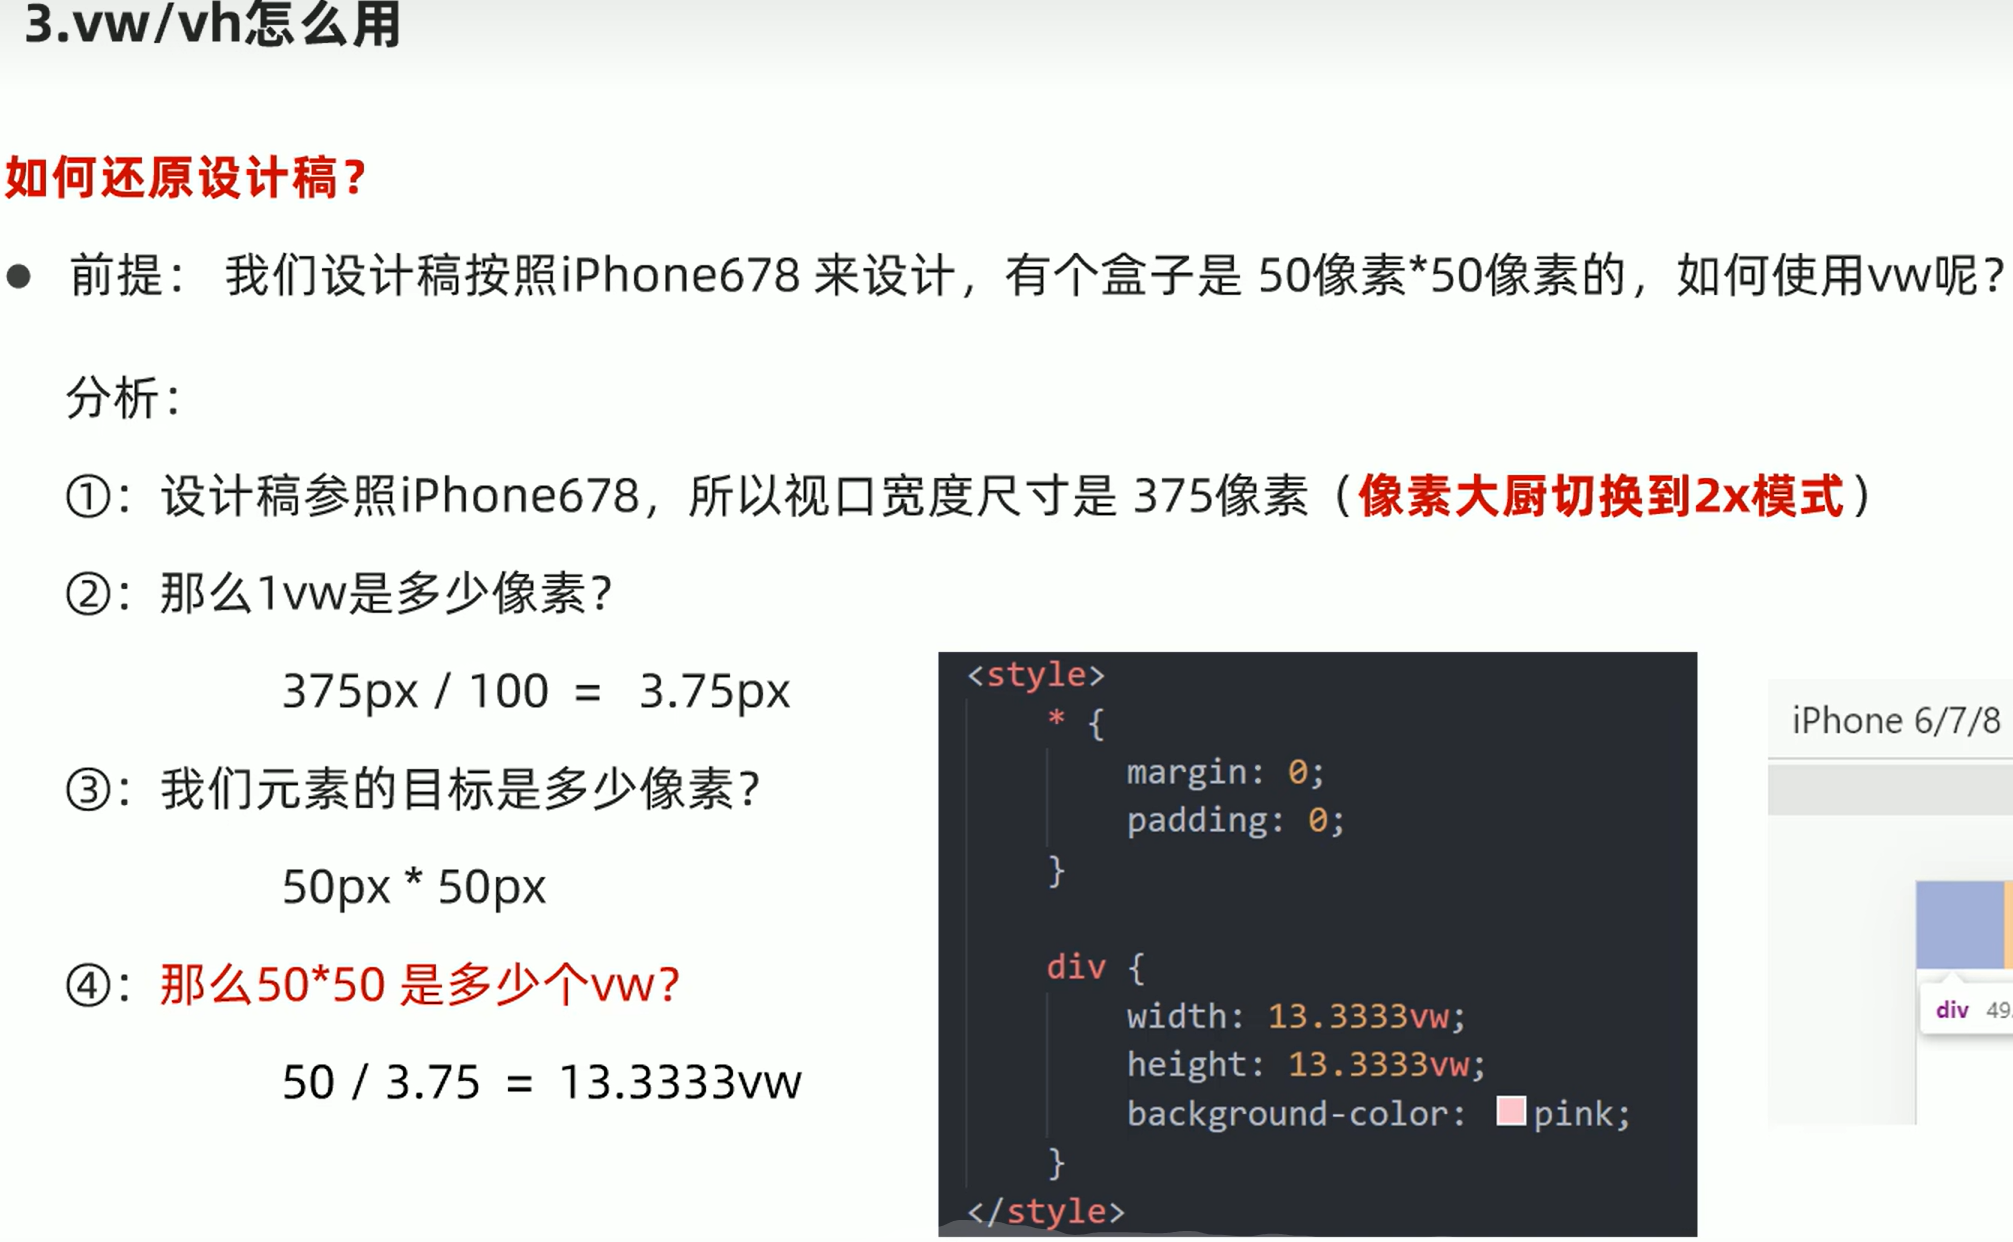 3.vw/vh怎么用
如何还原设计稿？
● 前提： 我们设计稿按照iPhone678 来设计，有个盒子是 50像素*50像素的，如何使用vw呢？
分析：
①：设计稿参照iPhone678，所以视口宽度尺寸是 375像素（像素大厨切换到2x模式）
②：那么1vw是多少像素？
375px / 100 = 3.75px
③：我们元素的目标是多少像素？
50px * 50px
④：那么50*50 是多少个vw？
50 / 3.75 = 13.3333vw
<style>
* {
margin: 0;
padding: 0;
}
div {
width: 13.3333vw;
height: 13.3333vw;
background-color: pink;
}
</style>
iPhone 6/7/8
div 49.